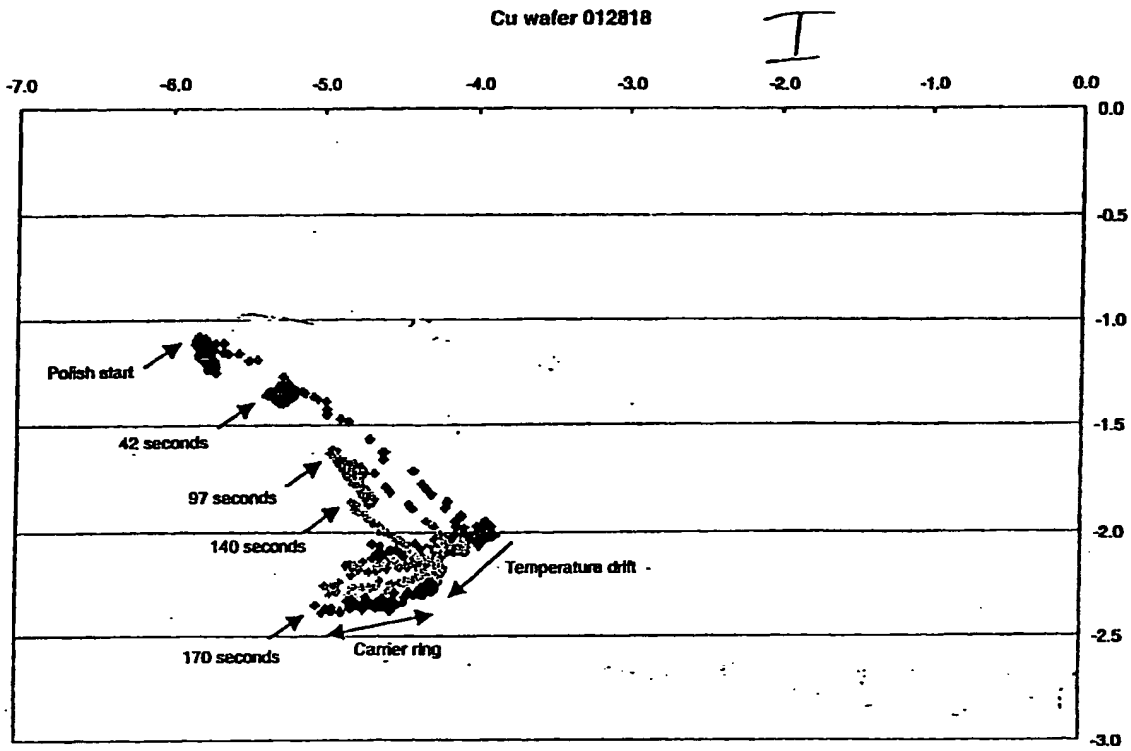 Cu wafer 012818
I
-7.0 -6.0 -5.0 -4.0 -3.0 -2.0 -1.0 0.0
0.0
-0.5
-1.0
Polish start
-1.5
42 seconds
97 seconds
-2.0
140 seconds
Temperature drift
-2.5
Carrier ring
170 seconds
-3.0